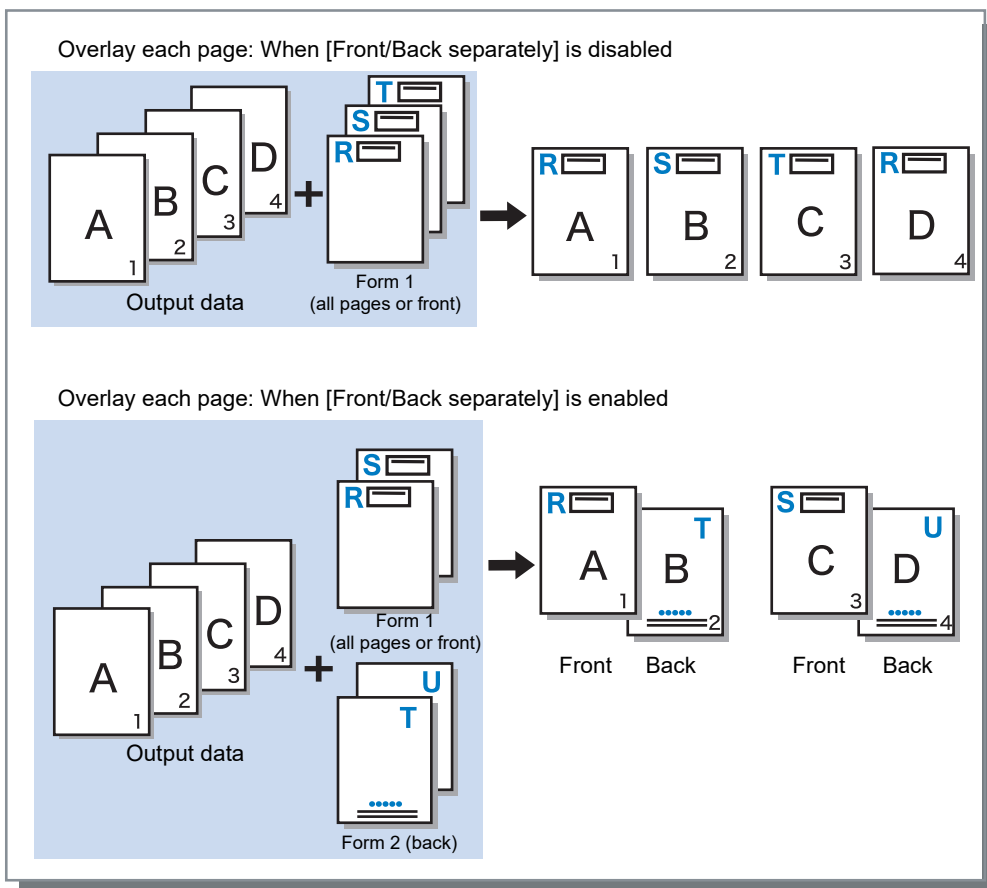 Overlay each page: When [Front/Back separately] is disabled
T
S
R
D
C
B
A
4
3
2
1
Output data
Form 1
(all pages or front)
R
S
T
R
A
B
C
D
1
2
3
4
Overlay each page: When [Front/Back separately] is enabled
S
R
Form 1
(all pages or front)
D
C
B
A
4
3
2
1
Output data
U
T
Form 2 (back)
R
T
A
B
1
2
Front
Back
S
U
C
D
3
4
Front
Back